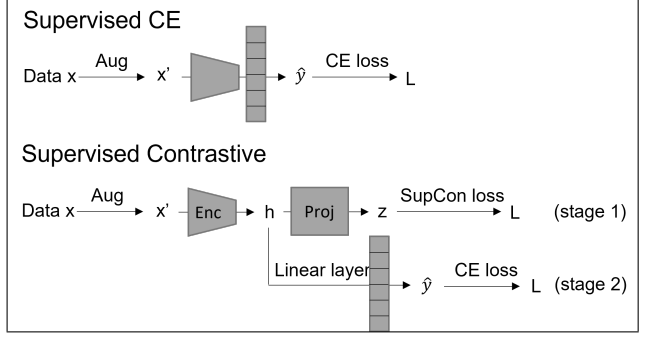 Supervised CE
Data x Aug x' ŷ CE loss L
Supervised Contrastive
Data x Aug x' Enc h Proj z SupCon loss L (stage 1)
Linear layer ŷ CE loss L (stage 2)